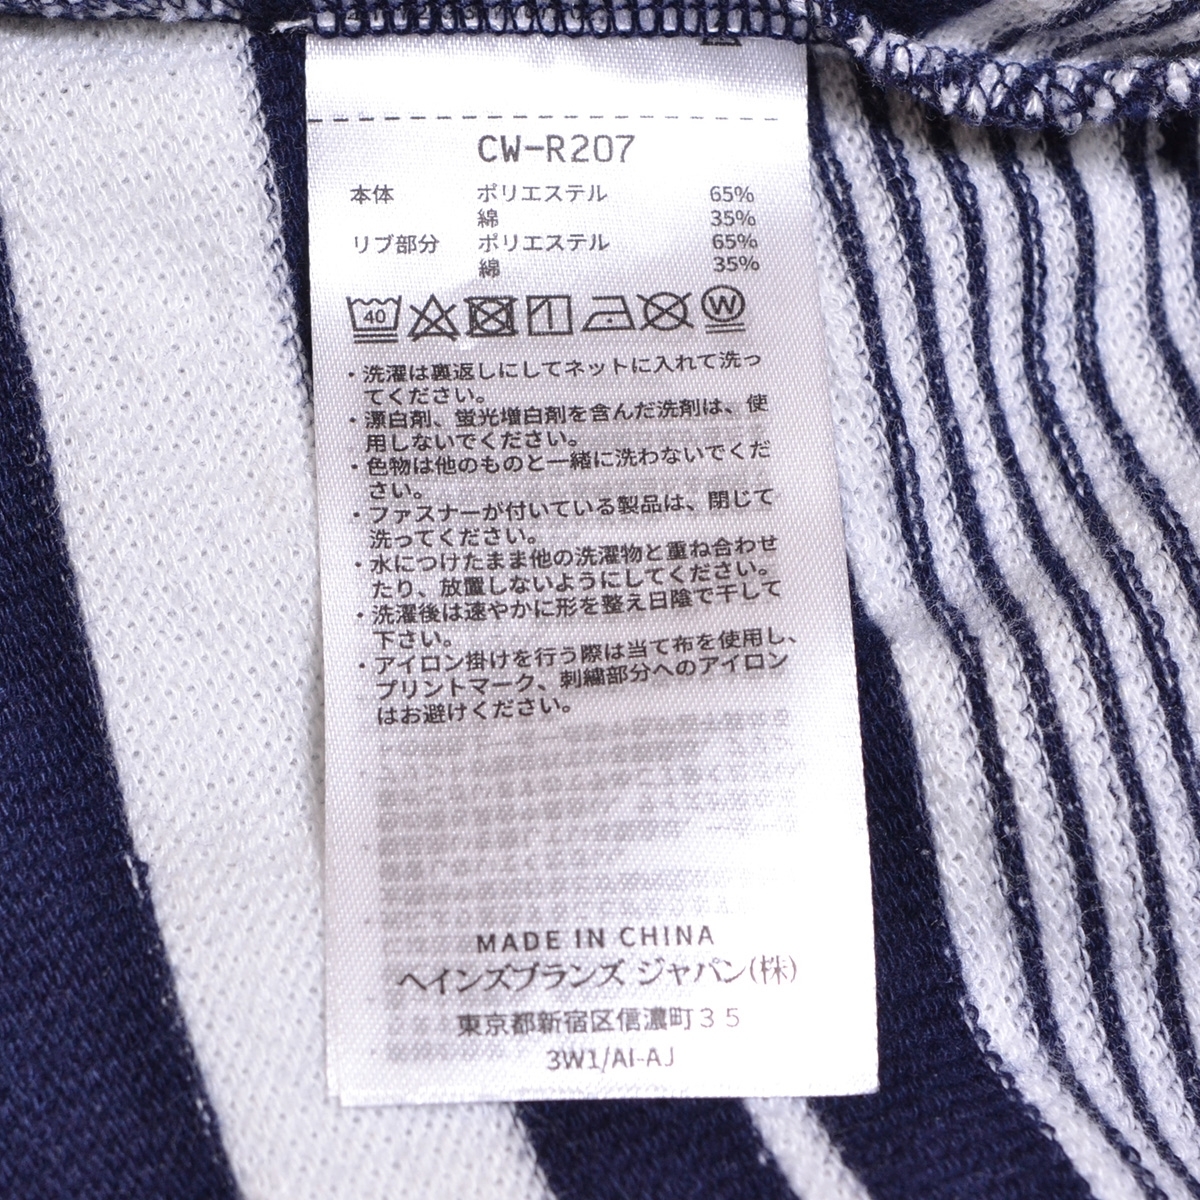 CW-R207
本体 ポリエステル 65%
綿 35%
リブ部分 ポリエステル 65%
綿 35%
40 W
・洗濯は裏返しにしてネットに入れて洗っ
てください。
・漂白剤、蛍光増白剤を含んだ洗剤は、使
用しないでください。
・色物は他のものと一緒に洗わないでくだ
さい。
・ファスナーが付いている製品は、閉じて
洗ってください。
・水につけたまま他の洗濯物と重ね合わせ
たり、放置しないようにしてください。
・洗濯後は速やかに形を整え日陰で干して
下さい。
・アイロン掛けを行う際は当て布を使用し、
プリントマーク、刺繍部分へのアイロン
はお避けください。
MADE IN CHINA
ヘインズブランズ ジャパン(株)
東京都新宿区信濃町35
3W1/AI-AJ